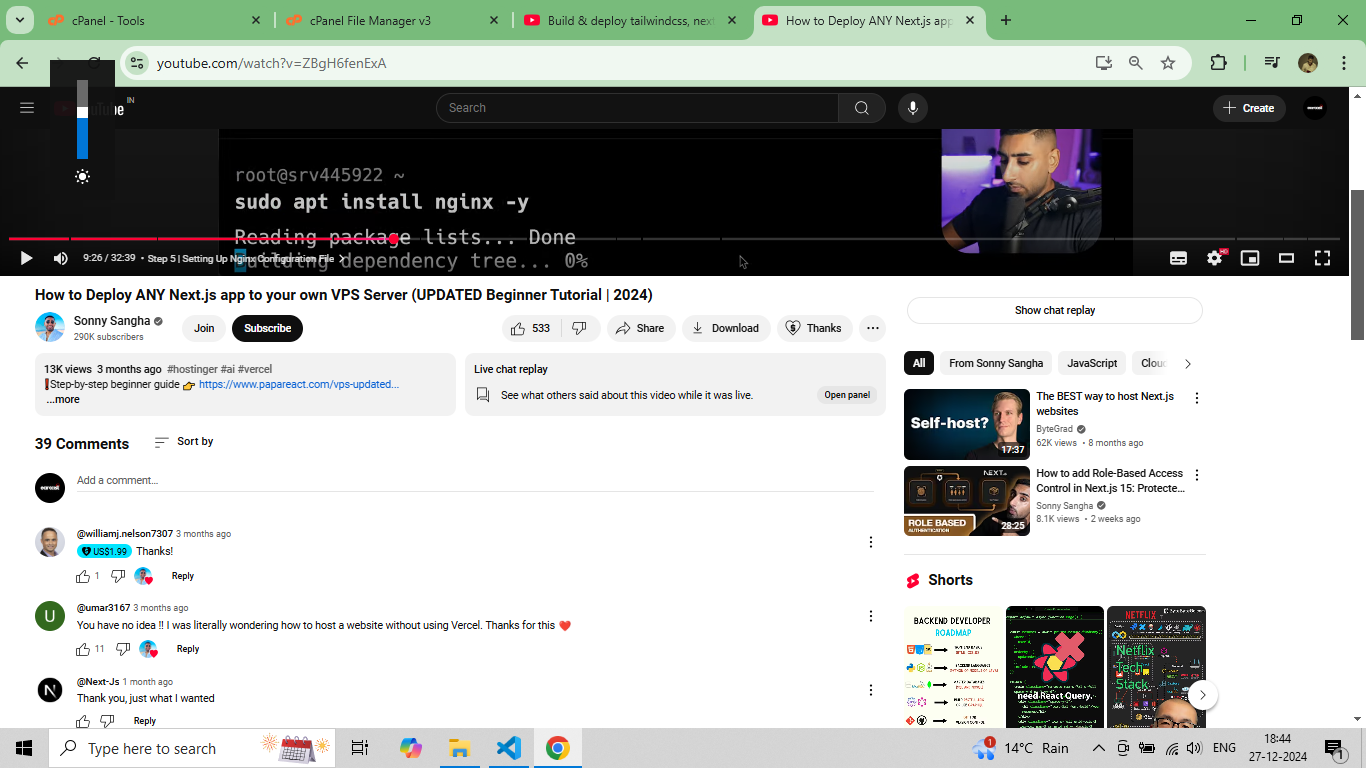 cPanel - Tools
cPanel File Manager v3
Build & deploy tailwindcss, next
How to Deploy ANY Next.js app
youtube.com/watch?v=ZBgH6fenExA
IN
Search
Create
root@srv445922 ~
sudo apt install nginx -y
Reading package lists... Done
Building dependency tree... 0%
9:26 / 32:39 • Step 5 | Setting Up Nginx Configuration File
HD
How to Deploy ANY Next.js app to your own VPS Server (UPDATED Beginner Tutorial | 2024)
Sonny Sangha
290K subscribers
Join
Subscribe
533
Share
Download
Thanks
13K views 3 months ago #hostinger #ai #vercel
Step-by-step beginner guide 👉 https://www.papareact.com/vps-updated...
...more
Live chat replay
See what others said about this video while it was live.
Open panel
39 Comments
Sort by
Add a comment...
@williamj.nelson7307 3 months ago
US$1.99 Thanks!
1
Reply
U
@umar3167 3 months ago
You have no idea !! I was literally wondering how to host a website without using Vercel. Thanks for this ❤️
11
Reply
N
@Next-Js 1 month ago
Thank you, just what I wanted
Reply
Show chat replay
All
From Sonny Sangha
JavaScript
Clou
Self-host?
17:37
The BEST way to host Next.js
websites
ByteGrad
62K views • 8 months ago
NEXT.js
ROLE BASED
AUTHENTICATION
28:25
How to add Role-Based Access
Control in Next.js 15: Protecte...
Sonny Sangha
8.1K views • 2 weeks ago
Shorts
BACKEND DEVELOPER
ROADMAP
need React Query,
NETFLIX
Netflix
Tech
Stack
Type here to search
1
14°C Rain
ENG
18:44
27-12-2024
1